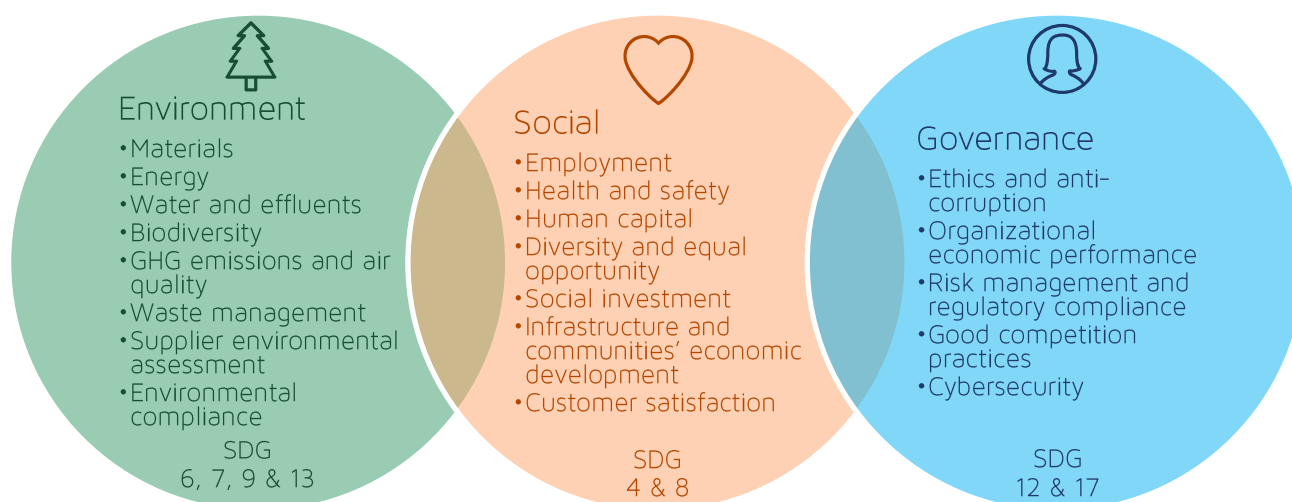 Environment
•Materials
•Energy
•Water and effluents
•Biodiversity
•GHG emissions and air
quality
•Waste management
•Supplier environmental
assessment
•Environmental
compliance
SDG
6, 7, 9 & 13
Social
•Employment
•Health and safety
•Human capital
•Diversity and equal
opportunity
•Social investment
•Infrastructure and
communities’ economic
development
•Customer satisfaction
SDG
4 & 8
Governance
•Ethics and anti-
corruption
•Organizational
economic performance
•Risk management and
regulatory compliance
•Good competition
practices
•Cybersecurity
SDG
12 & 17